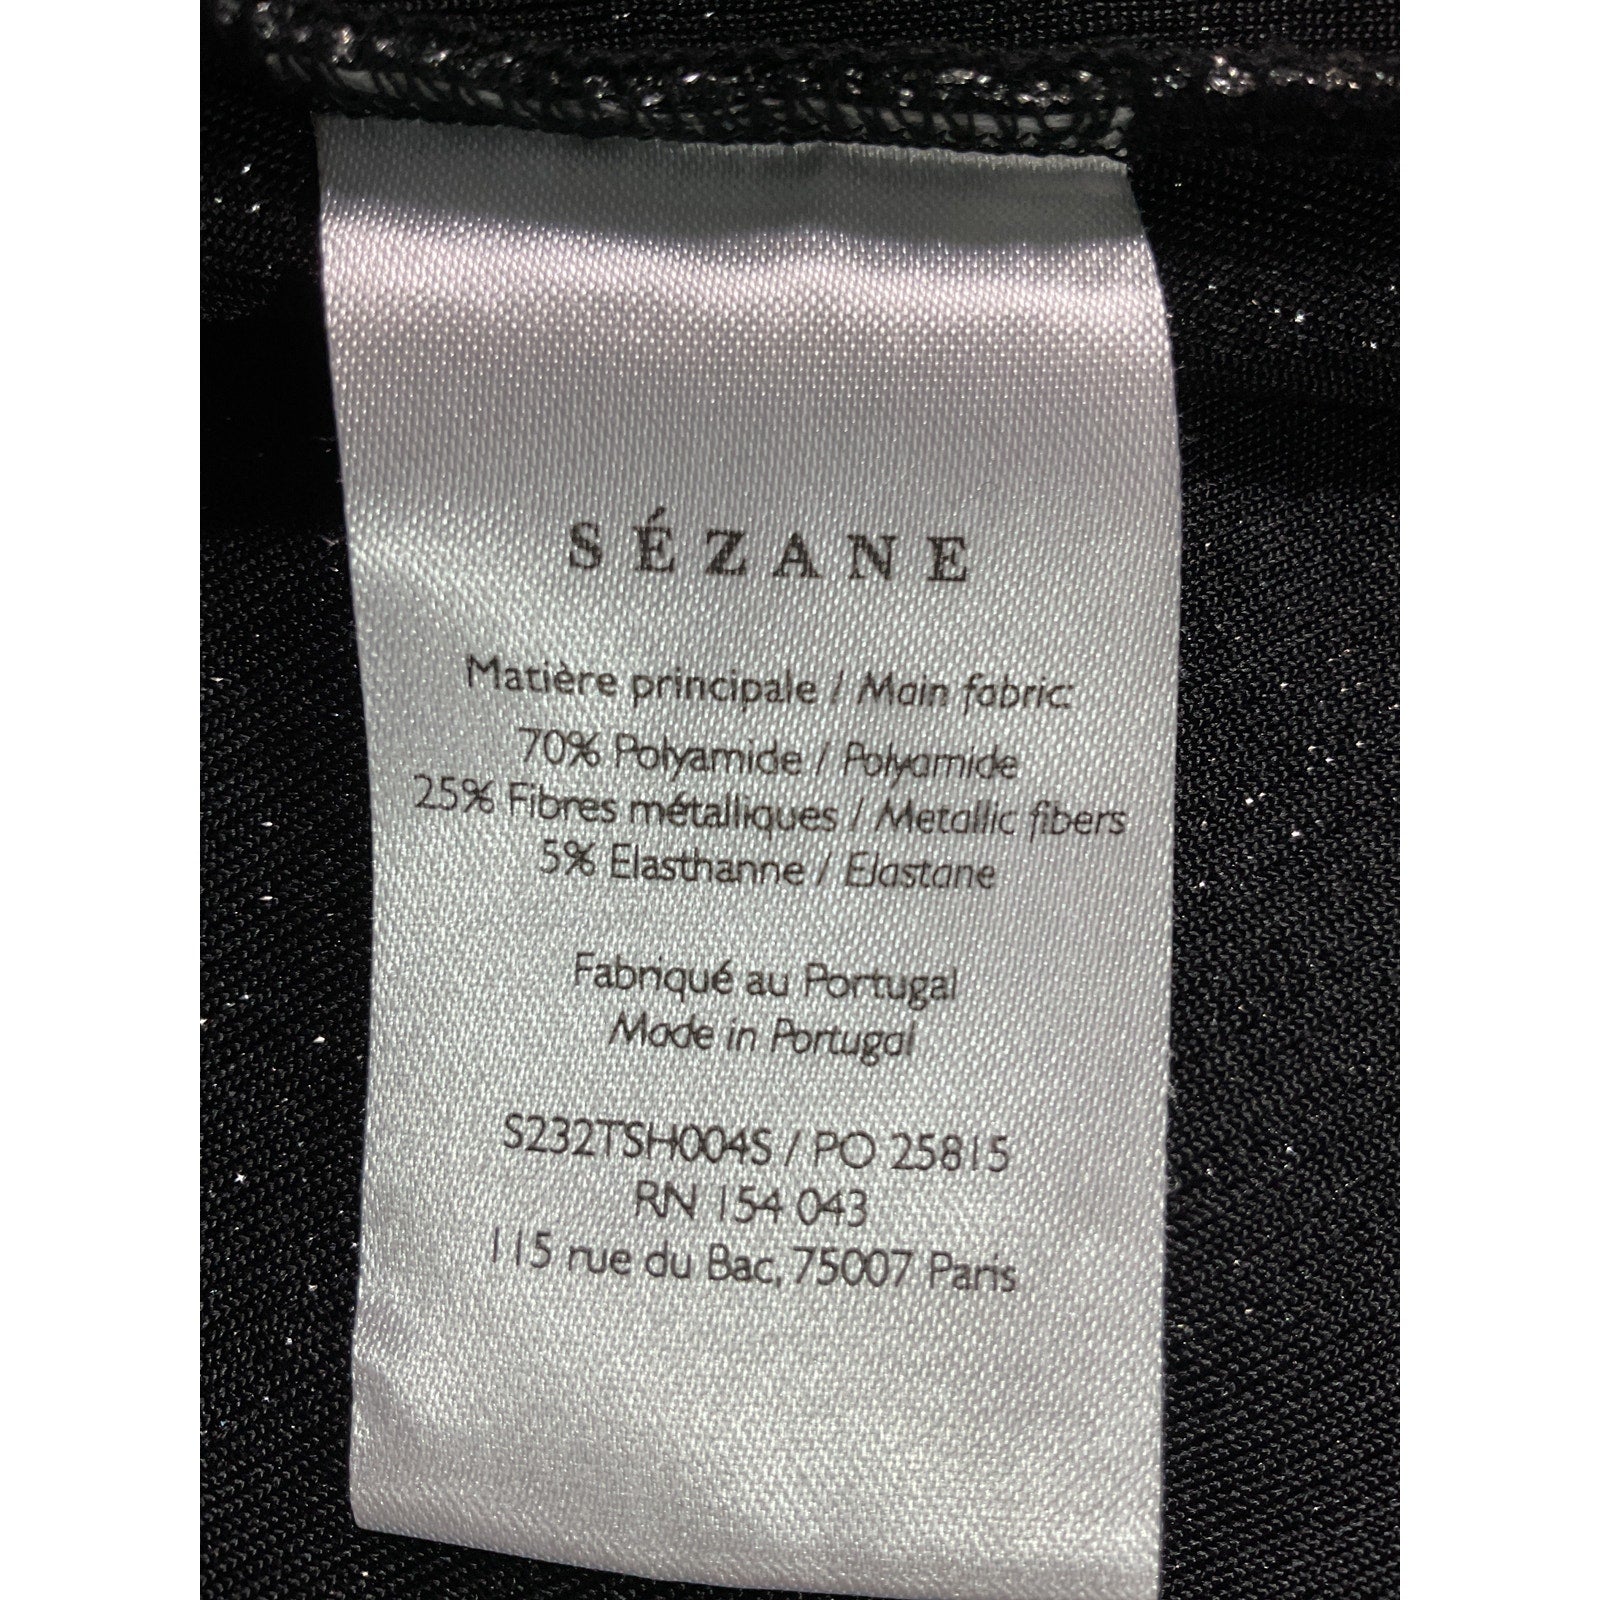 SÉZANE
Matière principale / Main fabric:
70% Polyamide / Polyamide
25% Fibres métalliques / Metallic fibers
5% Elasthanne / Elastane
Fabriqué au Portugal
Made in Portugal
S232TSH004S / PO 25815
RN 154 043
115 rue du Bac, 75007 Paris